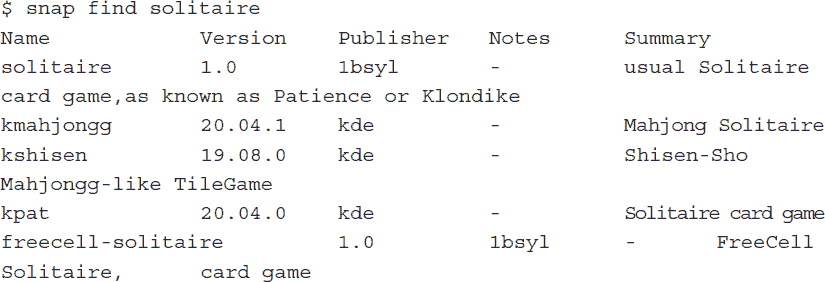 $ snap find solitaire
Name Version Publisher Notes Summary
solitaire 1.0 1bsyl - usual Solitaire
card game,as known as Patience or Klondike
kmahjongg 20.04.1 kde - Mahjong Solitaire
kshisen 19.08.0 kde - Shisen-Sho
Mahjongg-like TileGame
kpat 20.04.0 kde - Solitaire card game
freecell-solitaire 1.0 1bsyl - FreeCell
Solitaire, card game